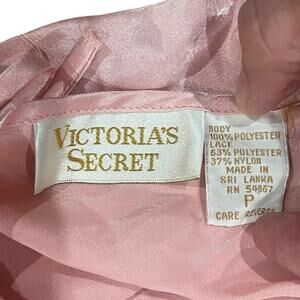 VICTORIA'S
SECRET
BODY
100% POLYESTER
LACE
63% POLYESTER
37% NYLON
MADE IN
SRI LANKA
RN 54867
P
CARE REVERSE